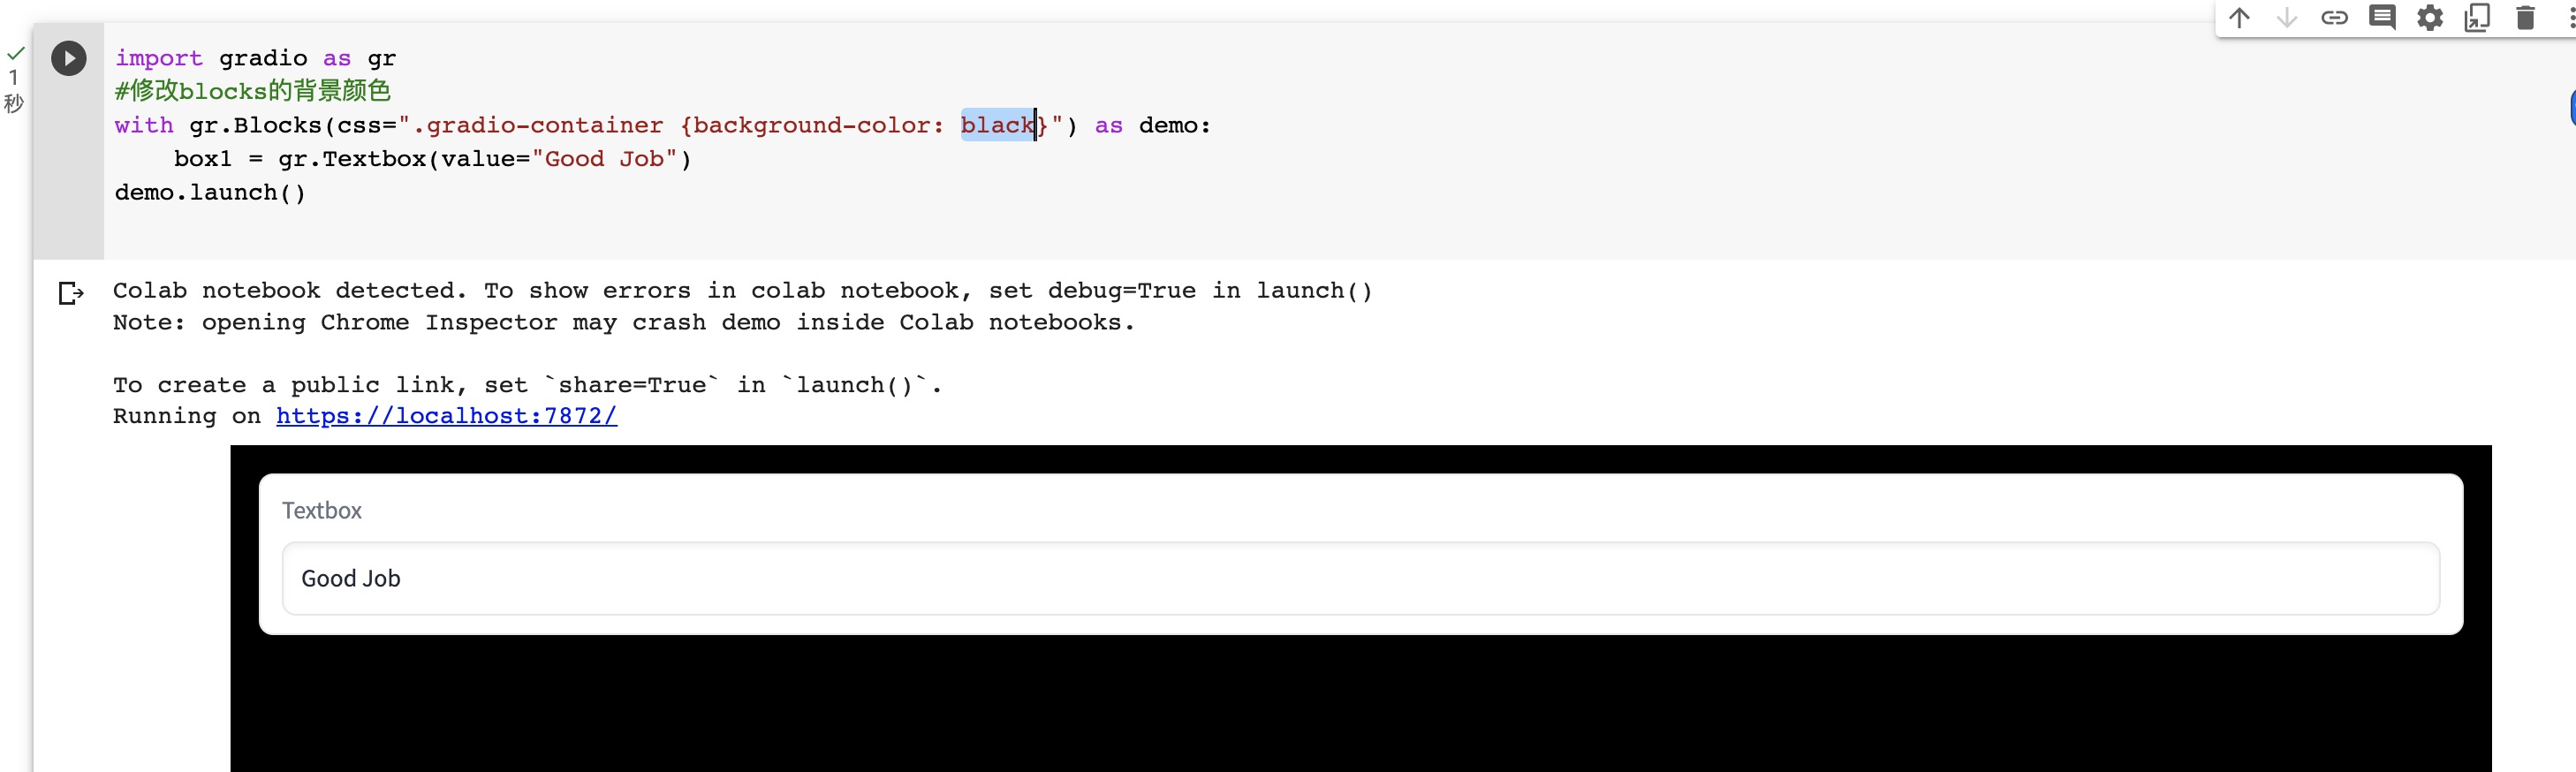 1
秒
import gradio as gr
#修改blocks的背景颜色
with gr.Blocks(css=".gradio-container {background-color: black}") as demo:
    box1 = gr.Textbox(value="Good Job")
demo.launch()
Colab notebook detected. To show errors in colab notebook, set debug=True in launch()
Note: opening Chrome Inspector may crash demo inside Colab notebooks.
To create a public link, set `share=True` in `launch()`.
Running on https://localhost:7872/
Textbox
Good Job